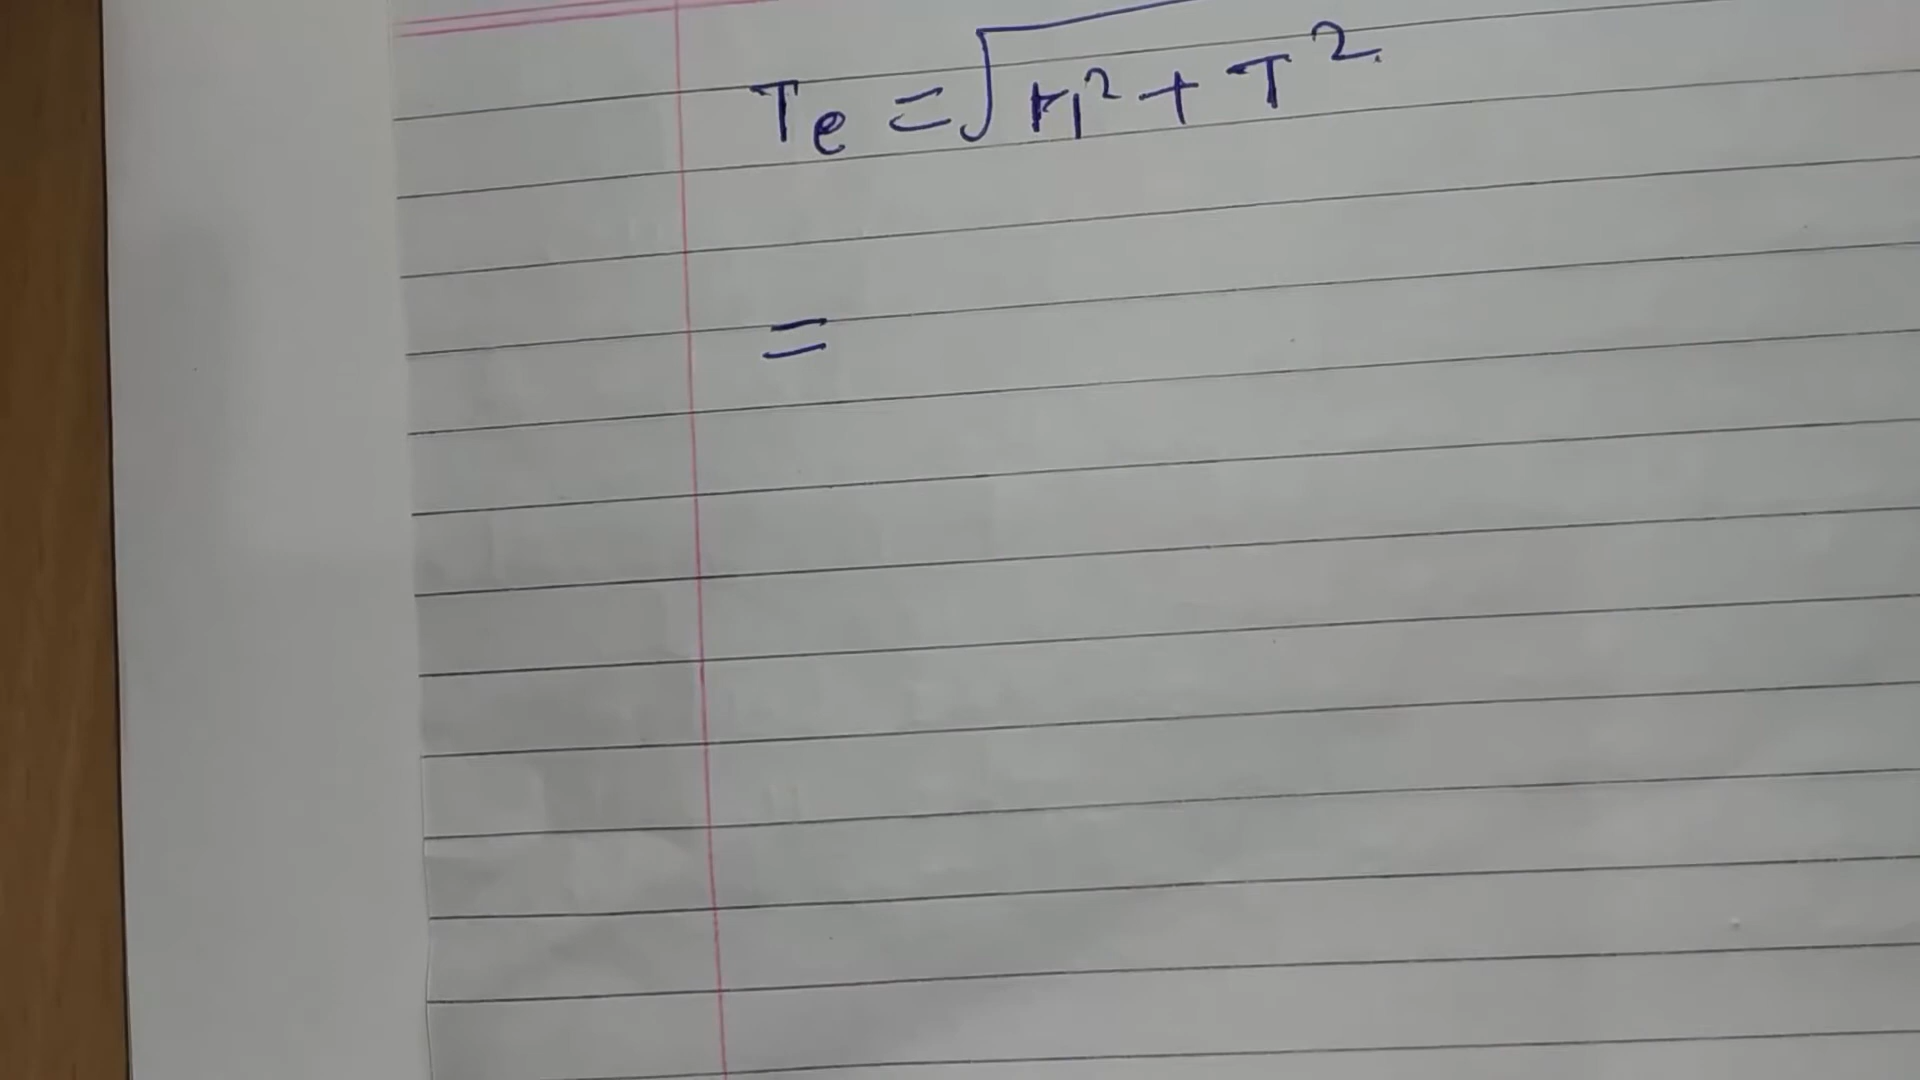 Te = √M² + T²
=